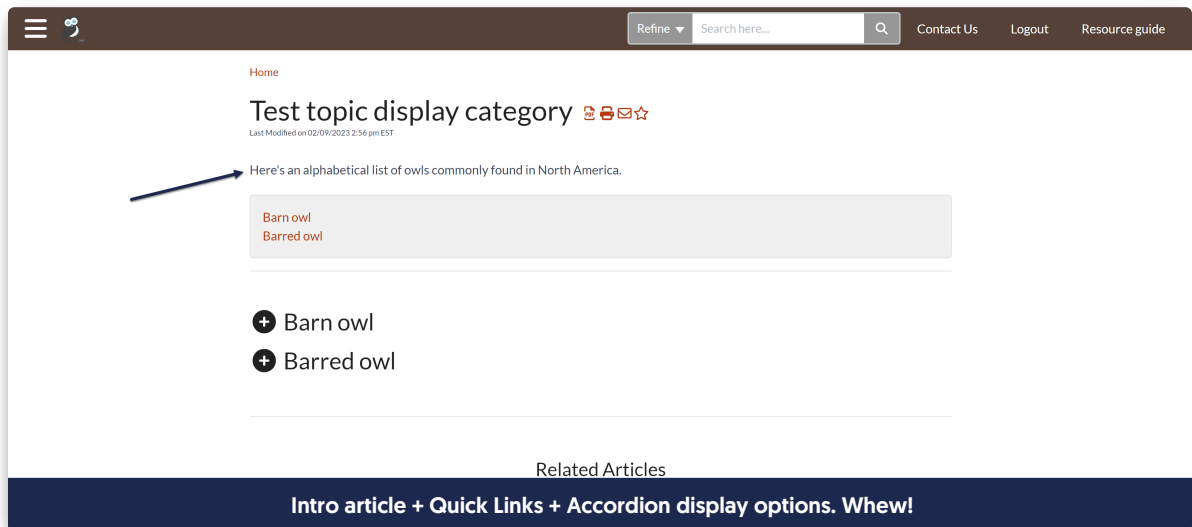 Refine Search here... Contact Us Logout Resource guide
Home
Test topic display category PDF
Last Modified on 02/09/2023 2:56 pm EST
Here's an alphabetical list of owls commonly found in North America.
Barn owl
Barred owl
Barn owl
Barred owl
Related Articles
Intro article + Quick Links + Accordion display options. Whew!